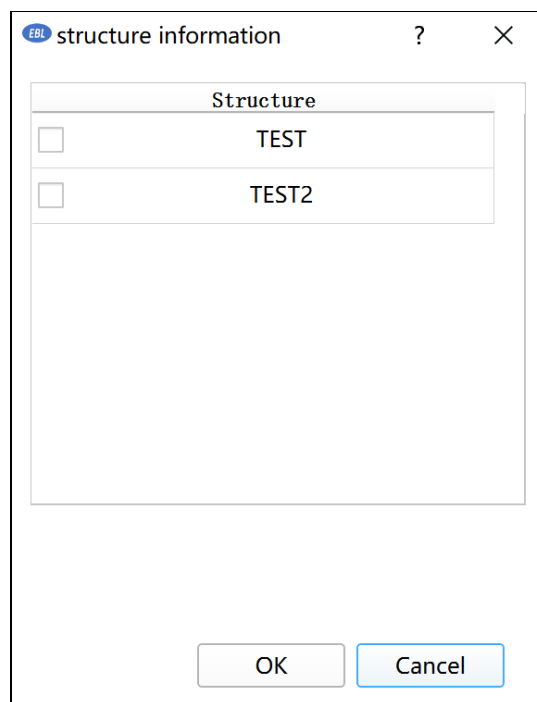 EBL structure information ?
Structure
TEST
TEST2
OK Cancel